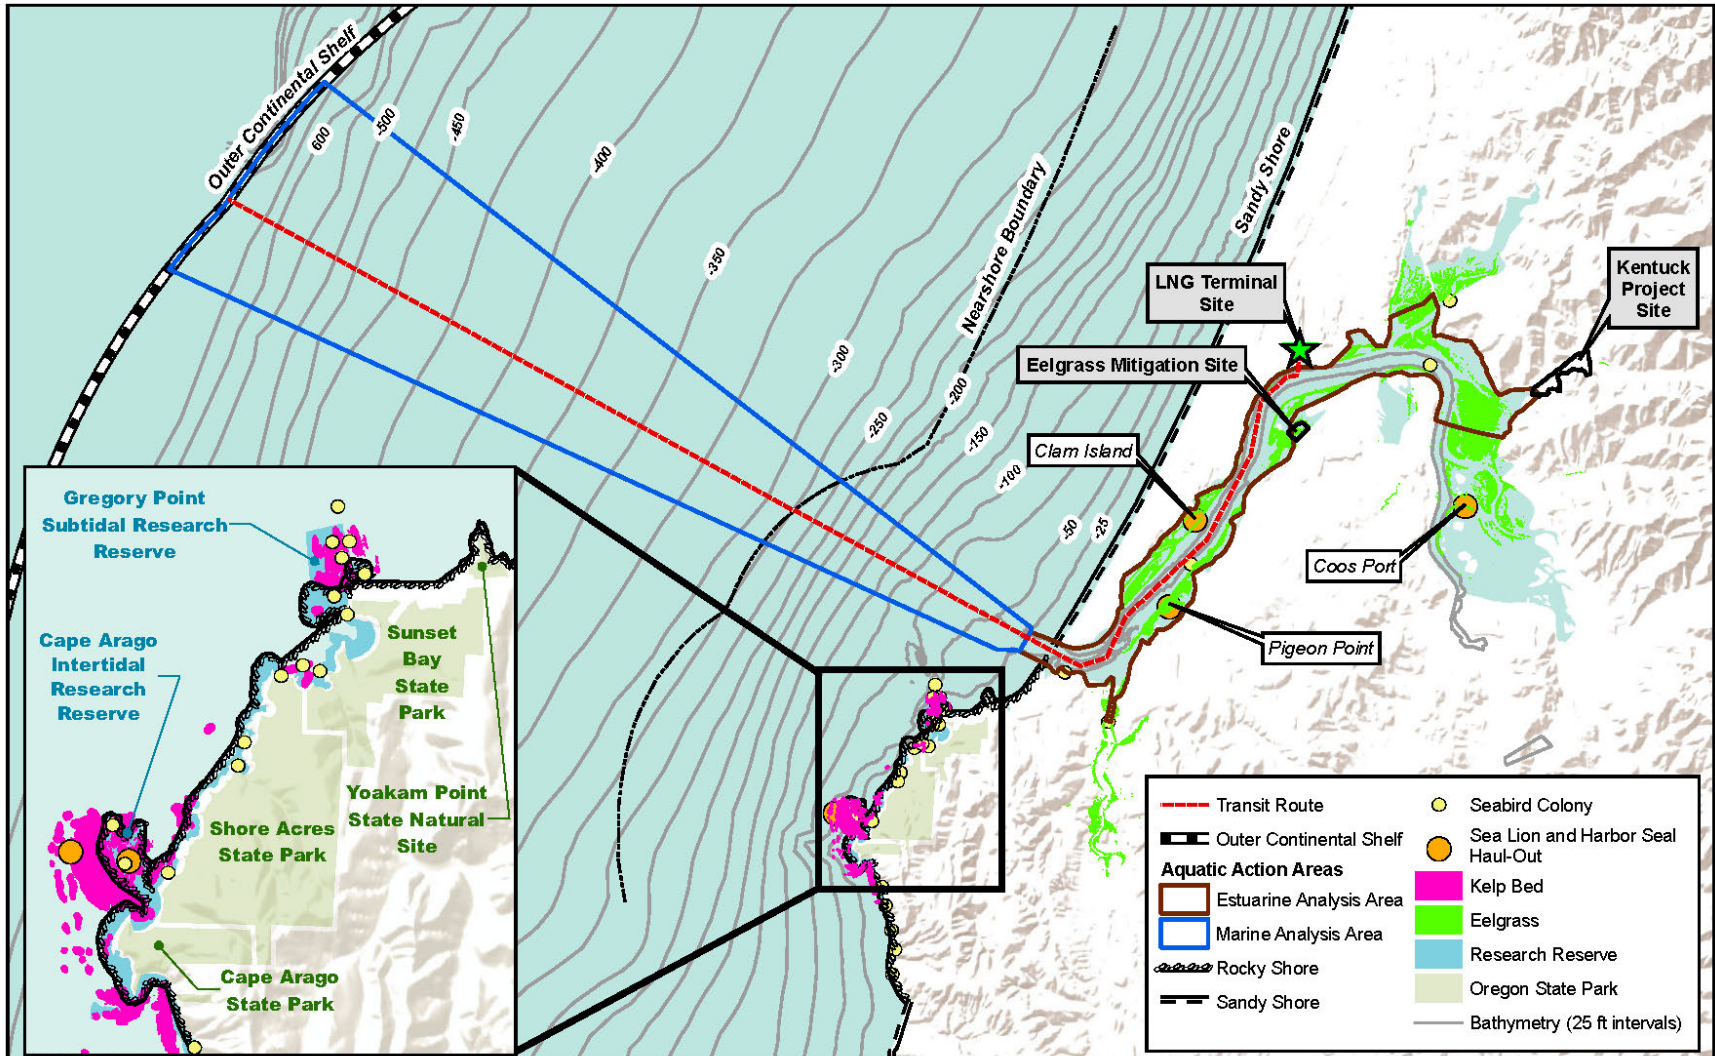 Outer Continental Shelf
600
-500
-450
-400
-350
-300
-250
-200
-150
-100
-50
-25
Nearshore Boundary
Sandy Shore
LNG Terminal
Site
Kentuck
Project
Site
Eelgrass Mitigation Site
Clam Island
Coos Port
Pigeon Point
Gregory Point
Subtidal Research
Reserve
Cape Arago
Intertidal
Research
Reserve
Sunset
Bay
State
Park
Shore Acres
State Park
Yoakam Point
State Natural
Site
Cape Arago
State Park
Transit Route
Outer Continental Shelf
Aquatic Action Areas
Estuarine Analysis Area
Marine Analysis Area
Rocky Shore
Sandy Shore
Seabird Colony
Sea Lion and Harbor Seal
Haul-Out
Kelp Bed
Eelgrass
Research Reserve
Oregon State Park
Bathymetry (25 ft intervals)